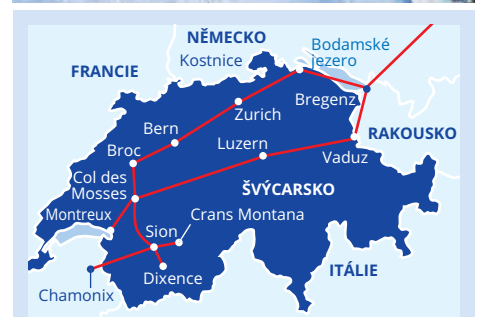 NĚMECKO
Kostnice
Bodamské
jezero
FRANCIE
Bregenz
Zurich
Bern
RAKOUSKO
Luzern
Broc
Vaduz
Col des
Mosses
ŠVÝCARSKO
Montreux
Crans Montana
Sion
ITÁLIE
Dixence
Chamonix